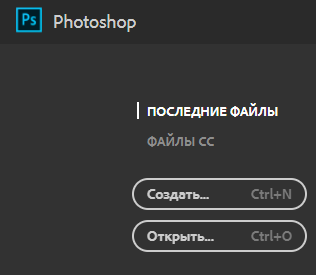 Ps Photoshop
ПОСЛЕДНИЕ ФАЙЛЫ
ФАЙЛЫ CC
Создать... Ctrl+N
Открыть... Ctrl+O